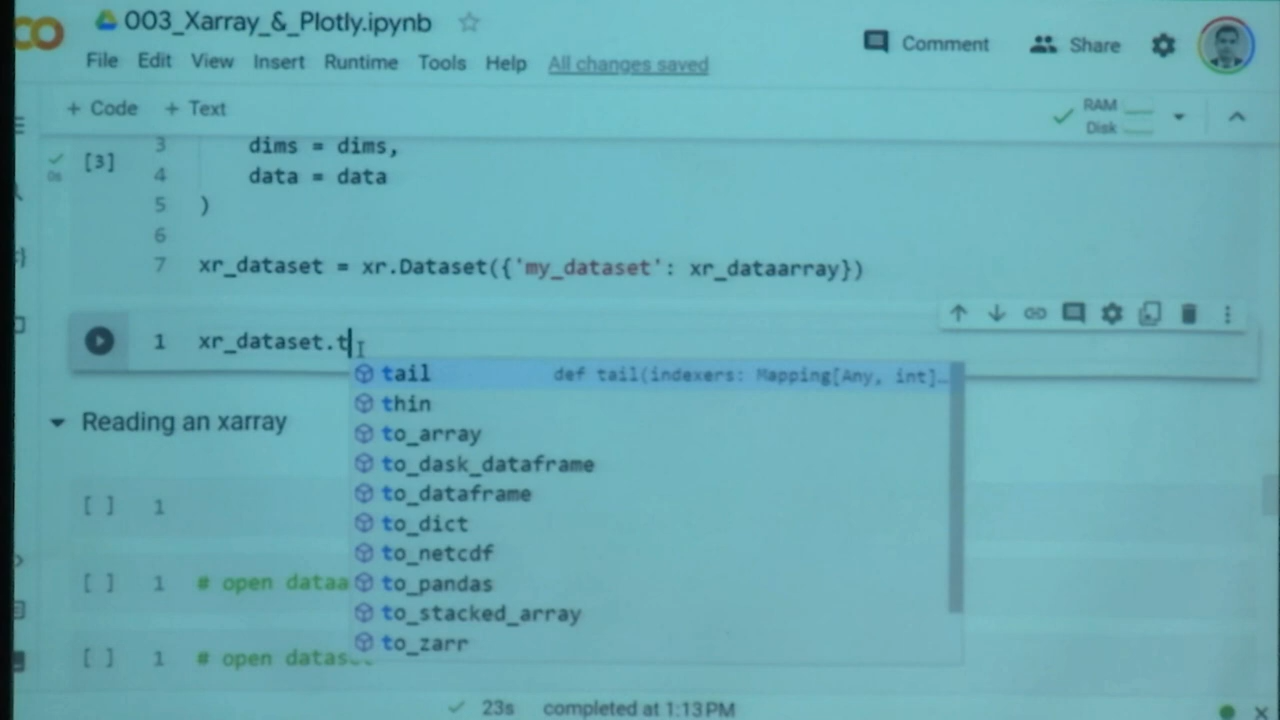 003_Xarray_&_Plotly.ipynb
Comment
Share
File Edit View Insert Runtime Tools Help All changes saved
+ Code + Text
RAM
Disk
3 dims = dims,
[3]
0s
4 data = data
5 )
6
7 xr_dataset = xr.Dataset({'my_dataset': xr_dataarray})
1 xr_dataset.t
tail def tail(indexers: Mapping[Any, int]…
thin
Reading an xarray
to_array
to_dask_dataframe
to_dataframe
[ ] 1
to_dict
to_netcdf
[ ] 1 # open dataa
to_pandas
to_stacked_array
to_zarr
[ ] 1 # open datas
23s completed at 1:13 PM